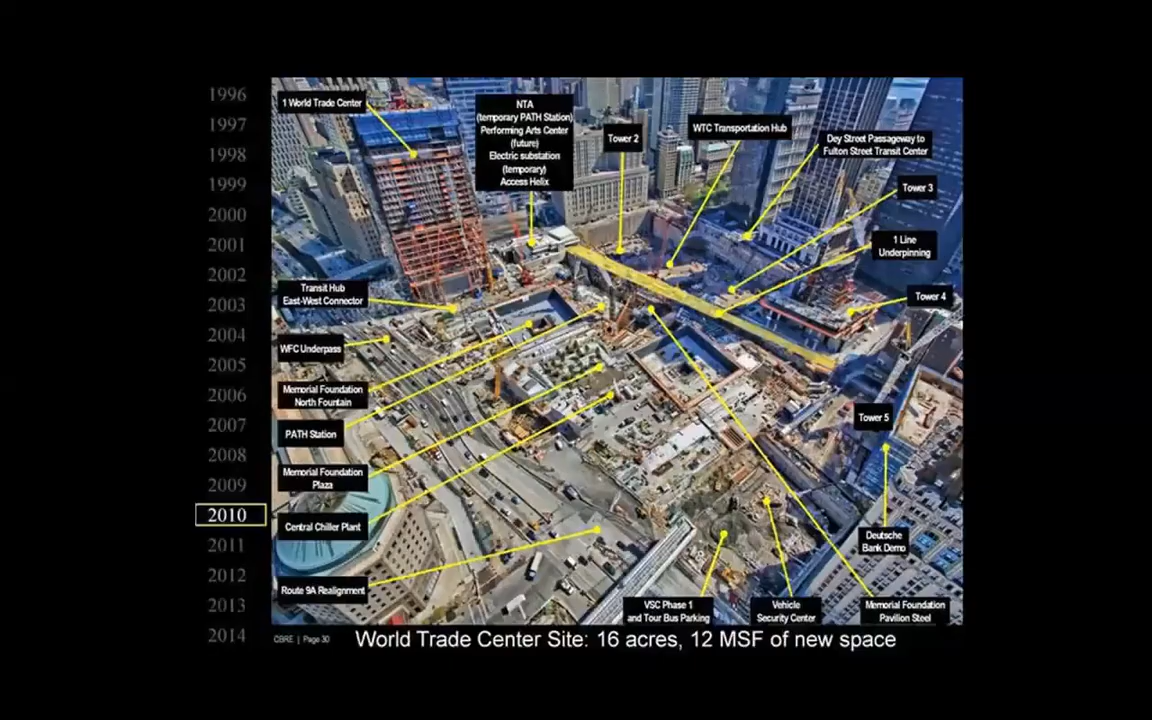 1996
1997
1998
1999
2000
2001
2002
2003
2004
2005
2006
2007
2008
2009
2010
2011
2012
2013
2014
1 World Trade Center
NTA
(temporary PATH Station)
Performing Arts Center
(future)
Electric substation
(temporary)
Access Helix
Tower 2
WTC Transportation Hub
Dey Street Passageway to
Fulton Street Transit Center
Tower 3
1 Line
Underpinning
Transit Hub
East-West Connector
Tower 4
WFC Underpass
Memorial Foundation
North Fountain
PATH Station
Tower 5
Memorial Foundation
Plaza
Central Chiller Plant
Deutsche
Bank Demo
Route 9A Realignment
VSC Phase 1
and Tour Bus Parking
Vehicle
Security Center
Memorial Foundation
Pavilion Steel
CBRE | Page 30
World Trade Center Site: 16 acres, 12 MSF of new space